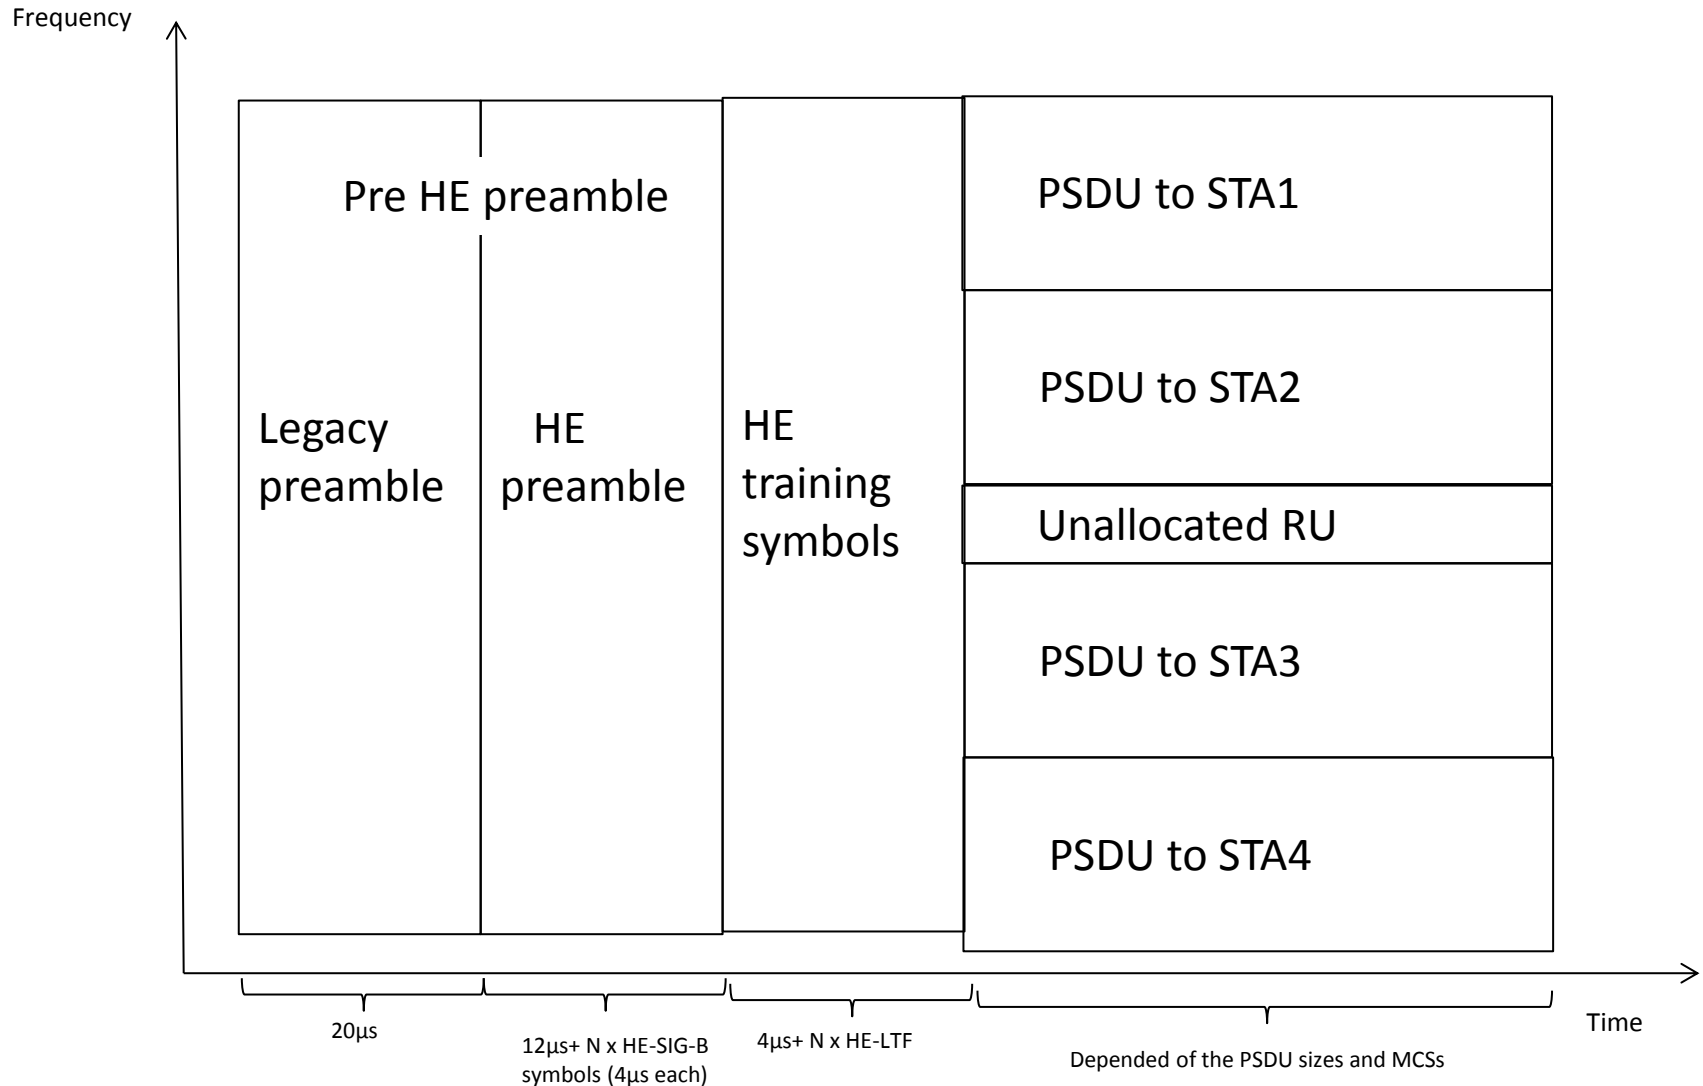 Frequency
Pre HE preamble
Legacy
preamble
HE
preamble
HE
training
symbols
PSDU to STA1
PSDU to STA2
Unallocated RU
PSDU to STA3
PSDU to STA4
20µs
12µs+ N x HE-SIG-B
symbols (4µs each)
4µs+ N x HE-LTF
Depended of the PSDU sizes and MCSs
Time